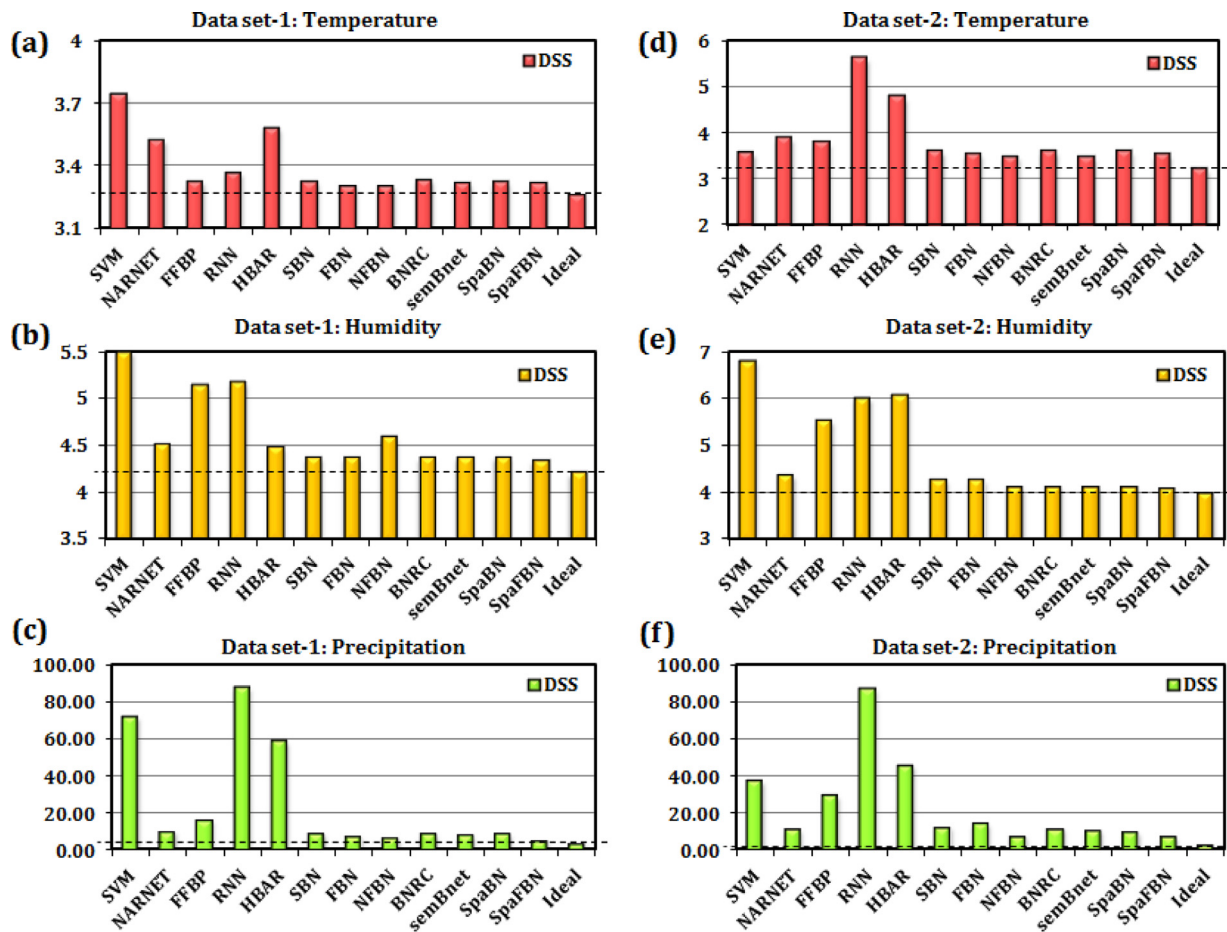 (a)
Data set-1: Temperature
DSS
4
3.7
3.4
3.1
SVM
NARNET
FFBP
RNN
HBAR
SBN
FBN
NFBN
BNRC
semBnet
SpaBN
SpaFBN
Ideal
(d)
Data set-2: Temperature
DSS
6
5
4
3
2
SVM
NARNET
FFBP
RNN
HBAR
SBN
FBN
NFBN
BNRC
semBnet
SpaBN
SpaFBN
Ideal
(b)
Data set-1: Humidity
DSS
5.5
5
4.5
4
3.5
SVM
NARNET
FFBP
RNN
HBAR
SBN
FBN
NFBN
BNRC
semBnet
SpaBN
SpaFBN
Ideal
(e)
Data set-2: Humidity
DSS
7
6
5
4
3
SVM
NARNET
FFBP
RNN
HBAR
SBN
FBN
NFBN
BNRC
semBnet
SpaBN
SpaFBN
Ideal
(c)
Data set-1: Precipitation
DSS
100.00
80.00
60.00
40.00
20.00
0.00
SVM
NARNET
FFBP
RNN
HBAR
SBN
FBN
NFBN
BNRC
semBnet
SpaBN
SpaFBN
Ideal
(f)
Data set-2: Precipitation
DSS
100.00
80.00
60.00
40.00
20.00
0.00
SVM
NARNET
FFBP
RNN
HBAR
SBN
FBN
NFBN
BNRC
semBnet
SpaBN
SpaFBN
Ideal